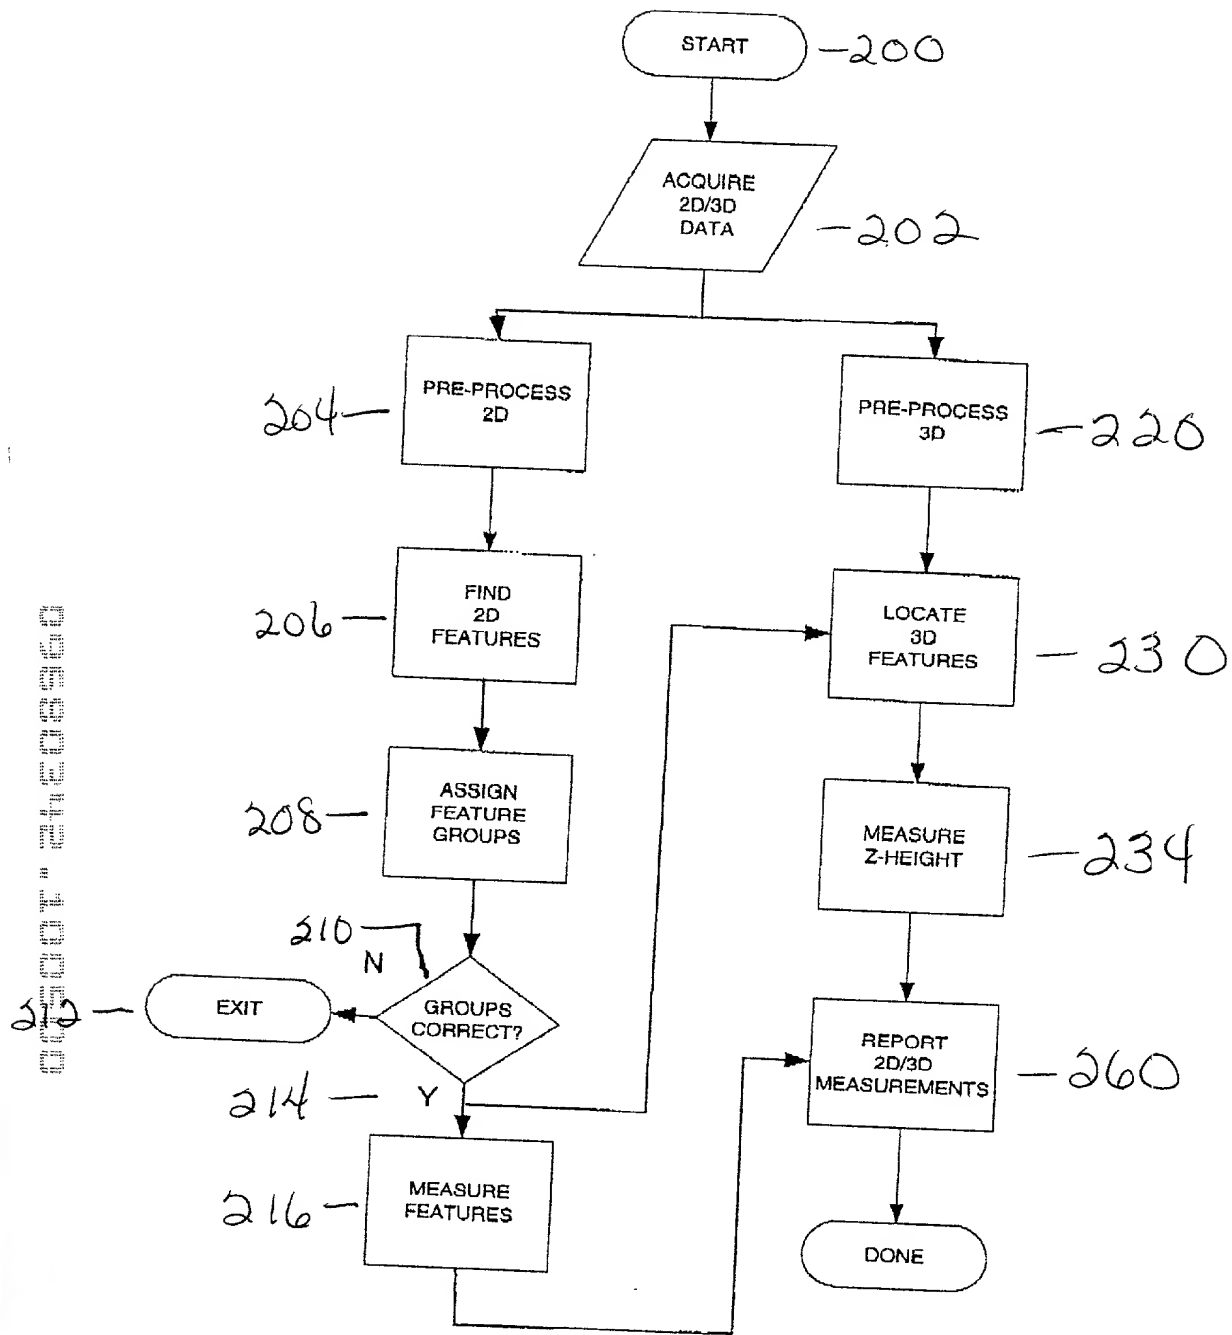 START
-200
ACQUIRE
2D/3D
DATA
-202
PRE-PROCESS
2D
204-
PRE-PROCESS
3D
-220
FIND
2D
FEATURES
206-
LOCATE
3D
FEATURES
-230
ASSIGN
FEATURE
GROUPS
208-
MEASURE
Z-HEIGHT
-234
210
N
GROUPS
CORRECT?
EXIT
212-
214-
Y
REPORT
2D/3D
MEASUREMENTS
-260
MEASURE
FEATURES
216-
DONE